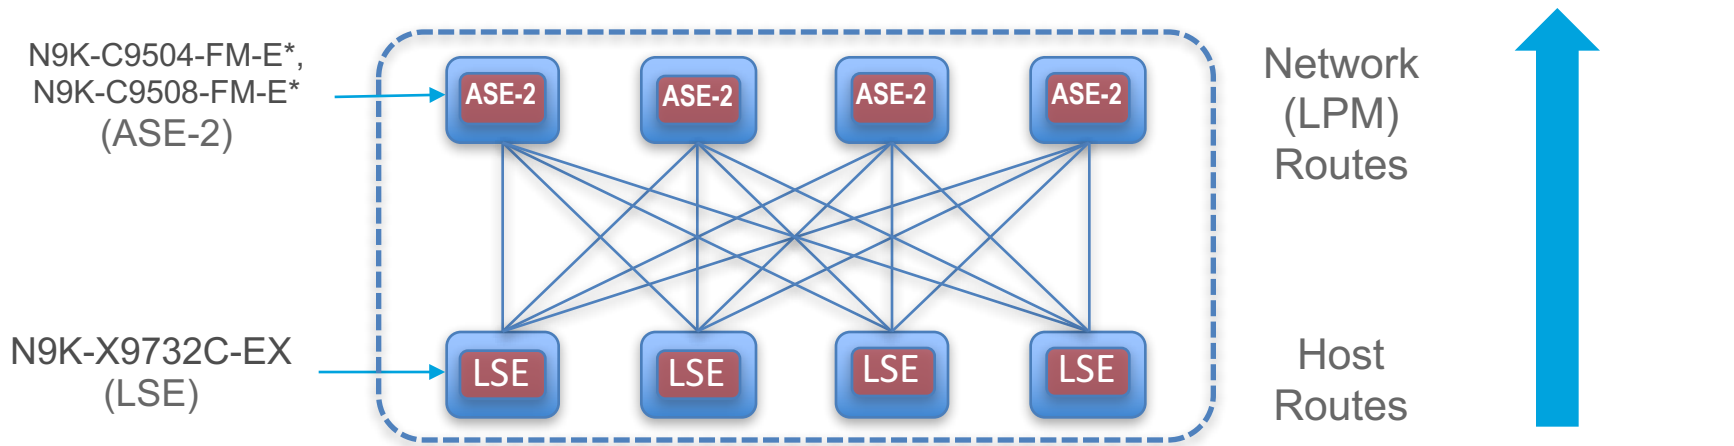 N9K-C9504-FM-E*,
N9K-C9508-FM-E*
(ASE-2)
ASE-2
ASE-2
ASE-2
ASE-2
Network
(LPM)
Routes
N9K-X9732C-EX
(LSE)
LSE
LSE
LSE
LSE
Host
Routes